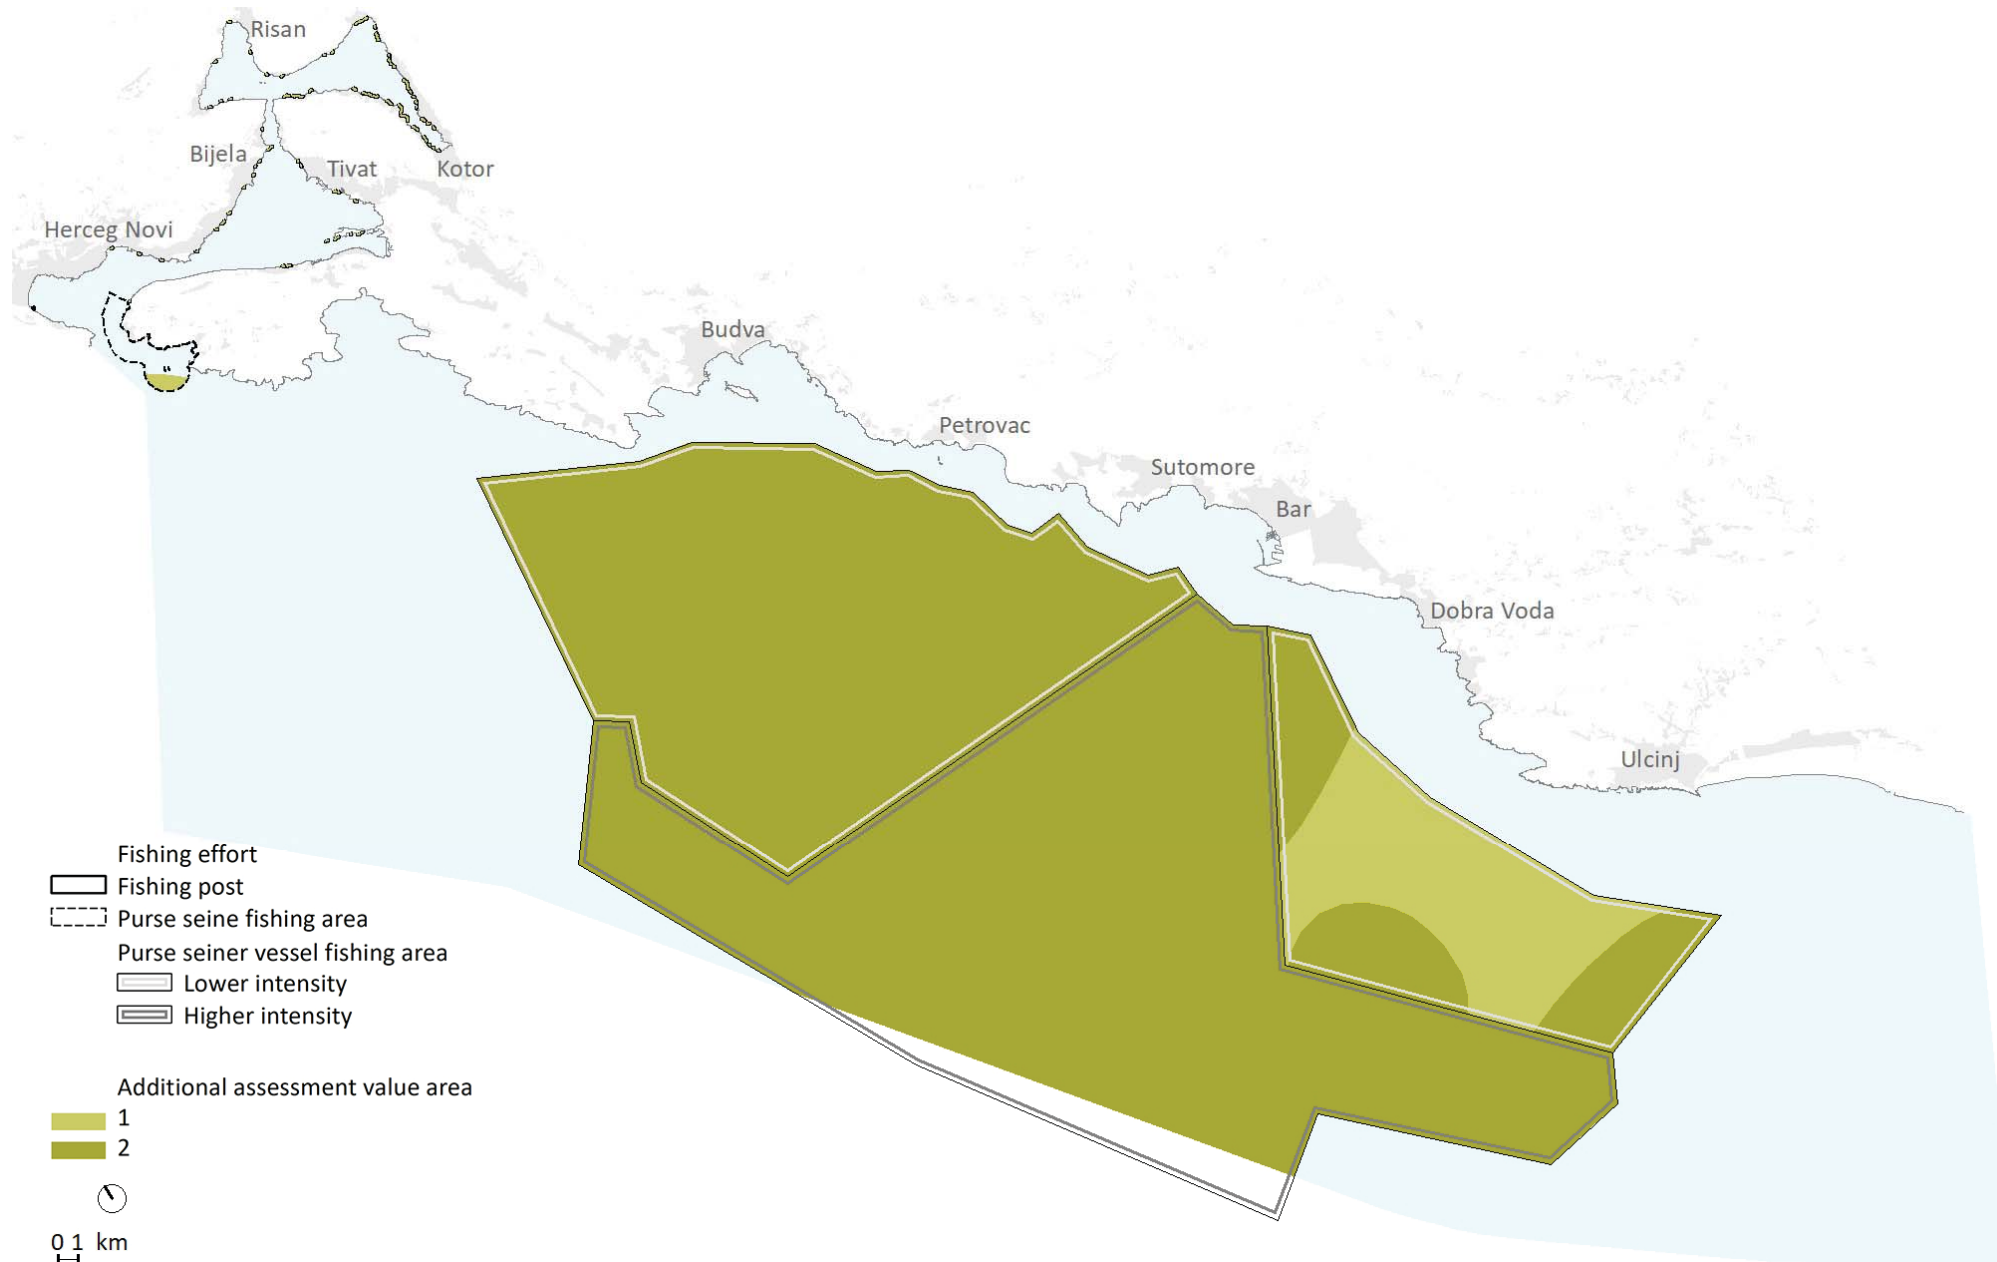 Risan
Bijela
Tivat
Kotor
Herceg Novi
Budva
Petrovac
Sutomore
Bar
Dobra Voda
Ulcinj
Fishing effort
Fishing post
Purse seine fishing area
Purse seiner vessel fishing area
Lower intensity
Higher intensity
Additional assessment value area
1
2
0 1 km